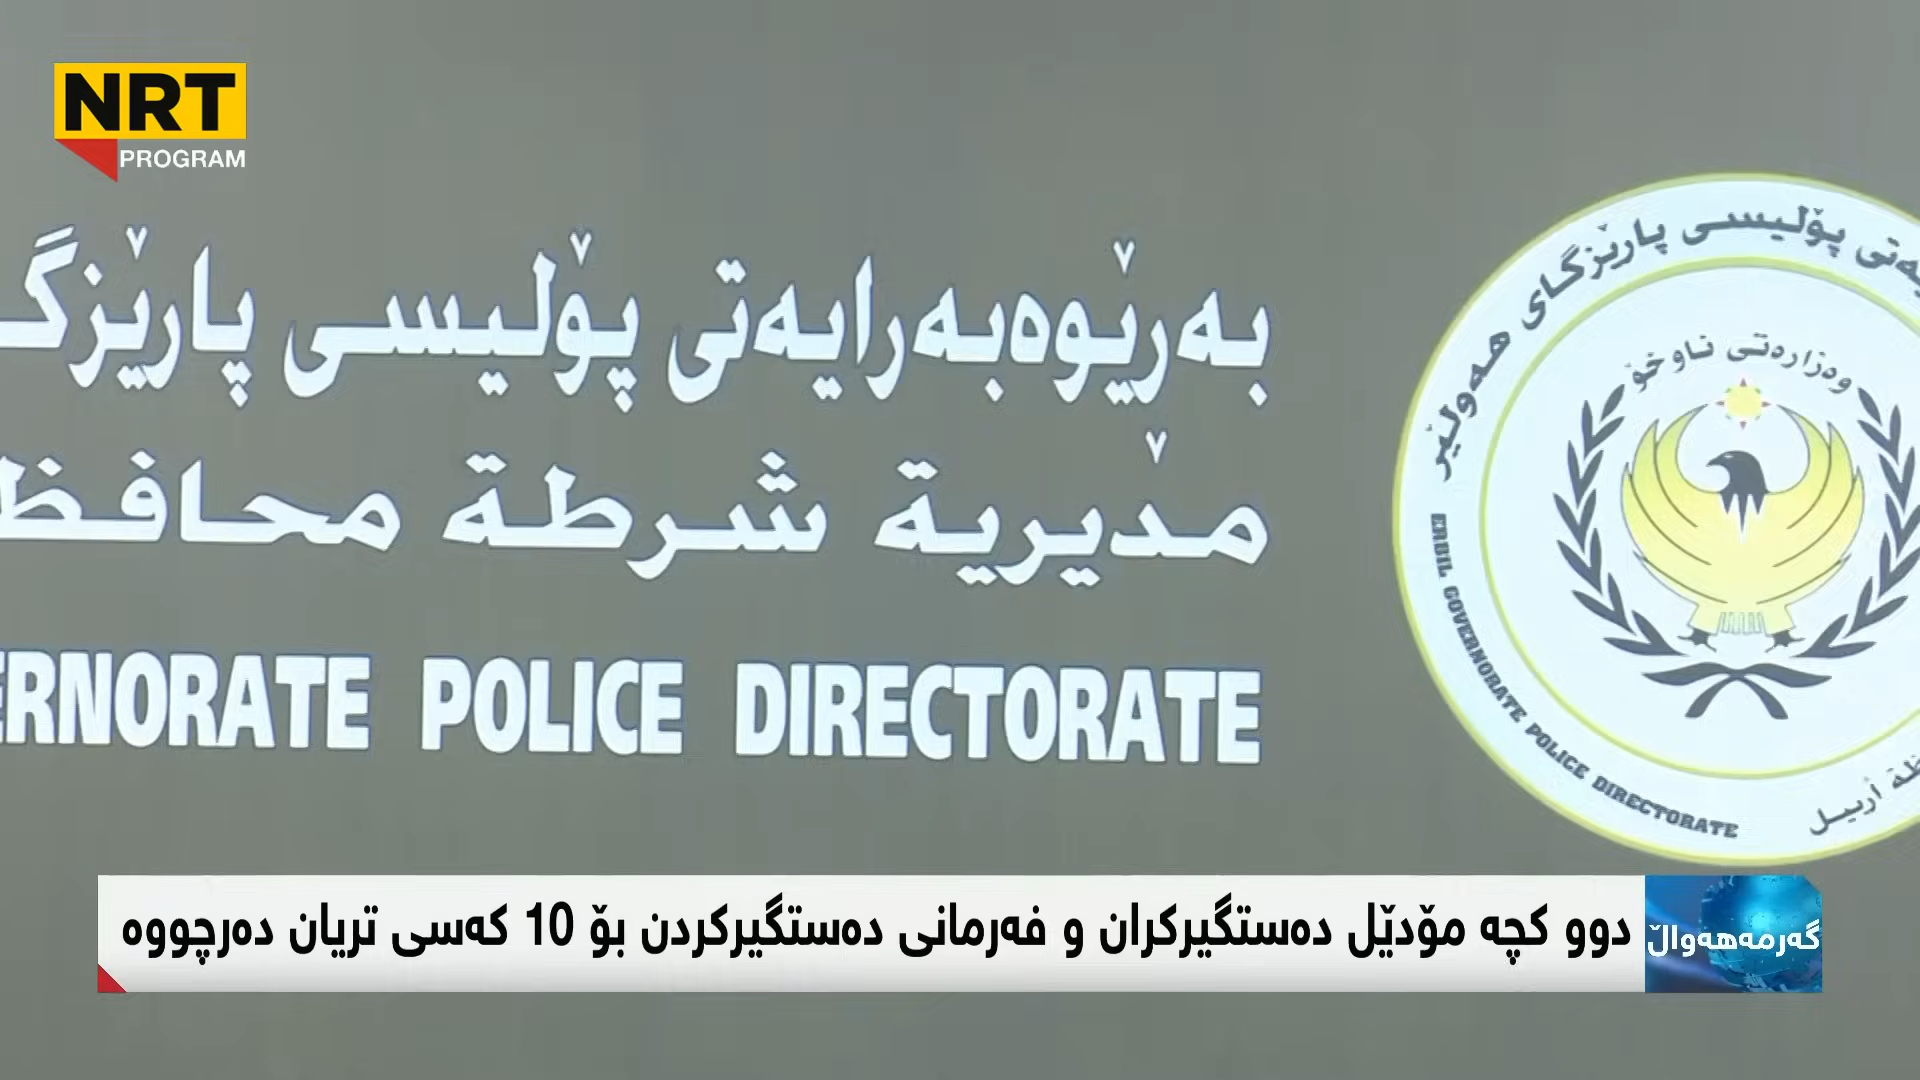 NRT
PROGRAM
بەڕێوەبەرایەتی پۆلیسی پارێزگ
مدیریة شرطة محافظ
ERNORATE POLICE DIRECTORATE
پۆلیسی پارێزگای هەولێر
وەزارەتی ناوخۆ
ERBIL GOVERNORATE POLICE DIRECTORATE
أربيل
گەرمەهەواڵ
دوو کچە مۆدێل دەستگیرکران و فەرمانی دەستگیرکردن بۆ 10 کەسی تریان دەرچووە